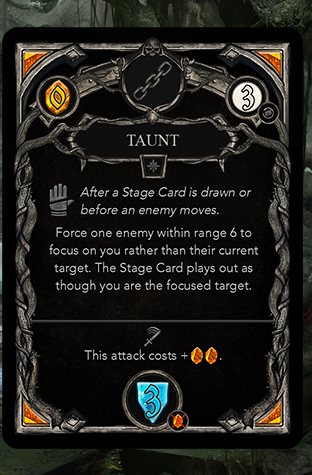 0
3
TAUNT
After a Stage Card is drawn or
before an enemy moves.
Force one enemy within range 6 to
focus on you rather than their current
target. The Stage Card plays out as
though you are the focused target.
This attack costs + .
3